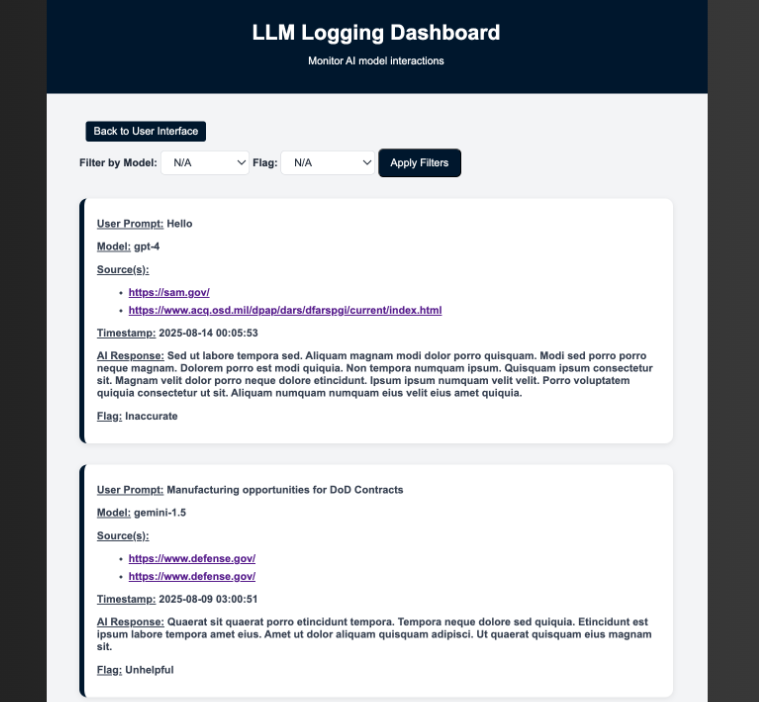 LLM Logging Dashboard
Monitor AI model interactions
Back to User Interface
Filter by Model: N/A Flag: N/A Apply Filters
User Prompt: Hello
Model: gpt-4
Source(s):
• https://sam.gov/
• https://www.acq.osd.mil/dpap/dars/dfarspgi/current/index.html
Timestamp: 2025-08-14 00:05:53
AI Response: Sed ut labore tempora sed. Aliquam magnam modi dolor porro quisquam. Modi sed porro porro
neque magnam. Dolorem porro est modi quiquia. Non tempora numquam ipsum. Quisquam ipsum consectetur
sit. Magnam velit dolor porro neque dolore etincidunt. Ipsum ipsum numquam velit velit. Porro voluptatem
quiquia consectetur ut sit. Aliquam numquam numquam eius velit eius amet quiquia.
Flag: Inaccurate
User Prompt: Manufacturing opportunities for DoD Contracts
Model: gemini-1.5
Source(s):
• https://www.defense.gov/
• https://www.defense.gov/
Timestamp: 2025-08-09 03:00:51
AI Response: Quaerat sit quaerat porro etincidunt tempora. Tempora neque dolore sed quiquia. Etincidunt est
ipsum labore tempora amet eius. Amet ut dolor aliquam quisquam adipisci. Ut quaerat quisquam eius magnam
sit.
Flag: Unhelpful